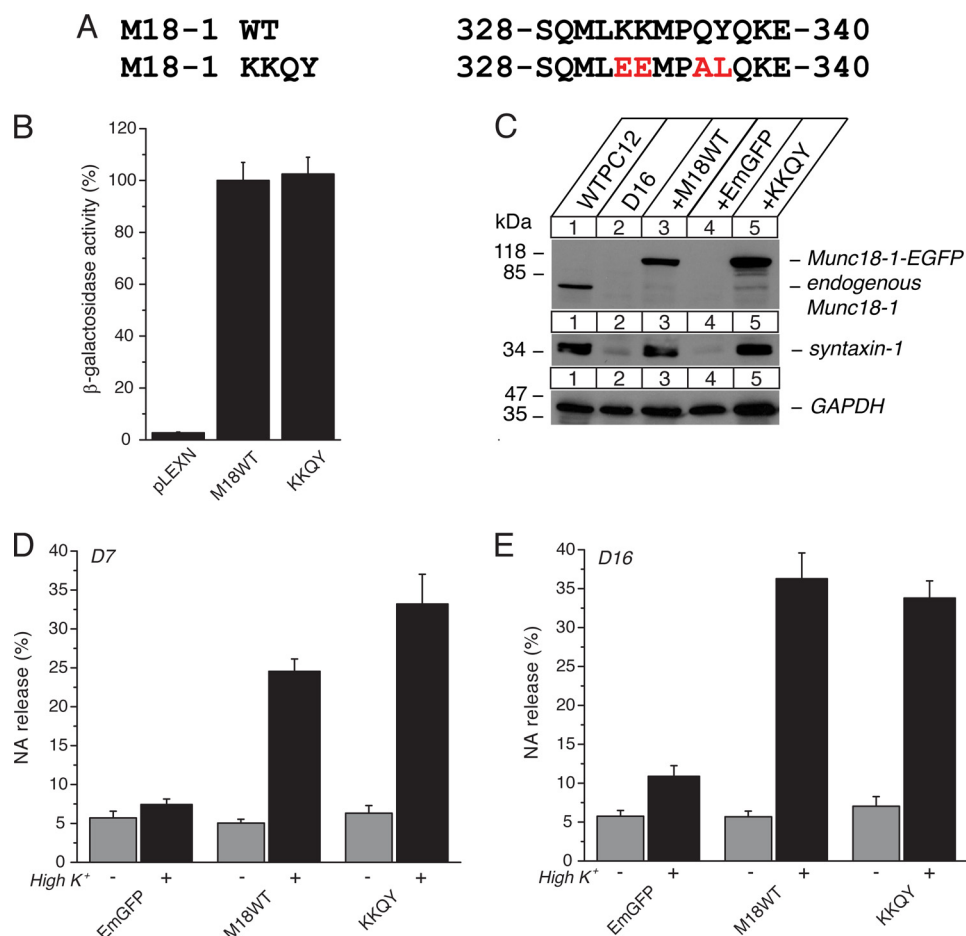 A
M18-1 WT 328-SQMLKKMPQYQKE-340
M18-1 KKQY 328-SQMLEEMPALQKE-340
B
β-galactosidase activity (%)
120
100
80
60
40
20
0
pLEXN
M18WT
KKQY
C
WTPC12
D16
+M18WT
+EmGFP
+KKQY
kDa
1 2 3 4 5
118
85
Munc18-1-EGFP
endogenous
Munc18-1
1 2 3 4 5
34
syntaxin-1
1 2 3 4 5
47
35
GAPDH
D
D7
NA release (%)
40
35
30
25
20
15
10
5
0
High K+
- + - + - +
EmGFP
M18WT
KKQY
E
D16
NA release (%)
40
35
30
25
20
15
10
5
0
High K+
- + - + - +
EmGFP
M18WT
KKQY